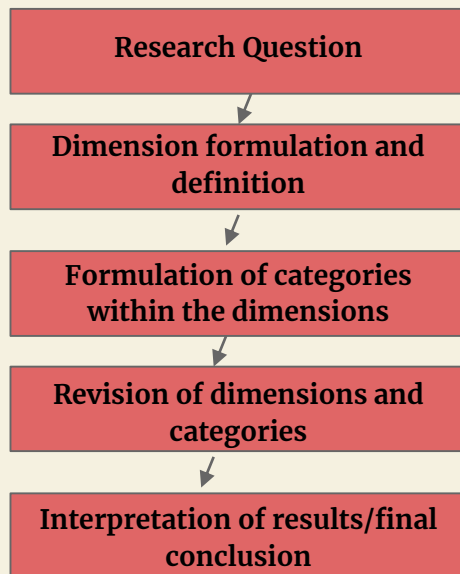 Research Question
Dimension formulation and
definition
Formulation of categories
within the dimensions
Revision of dimensions and
categories
Interpretation of results/final
conclusion